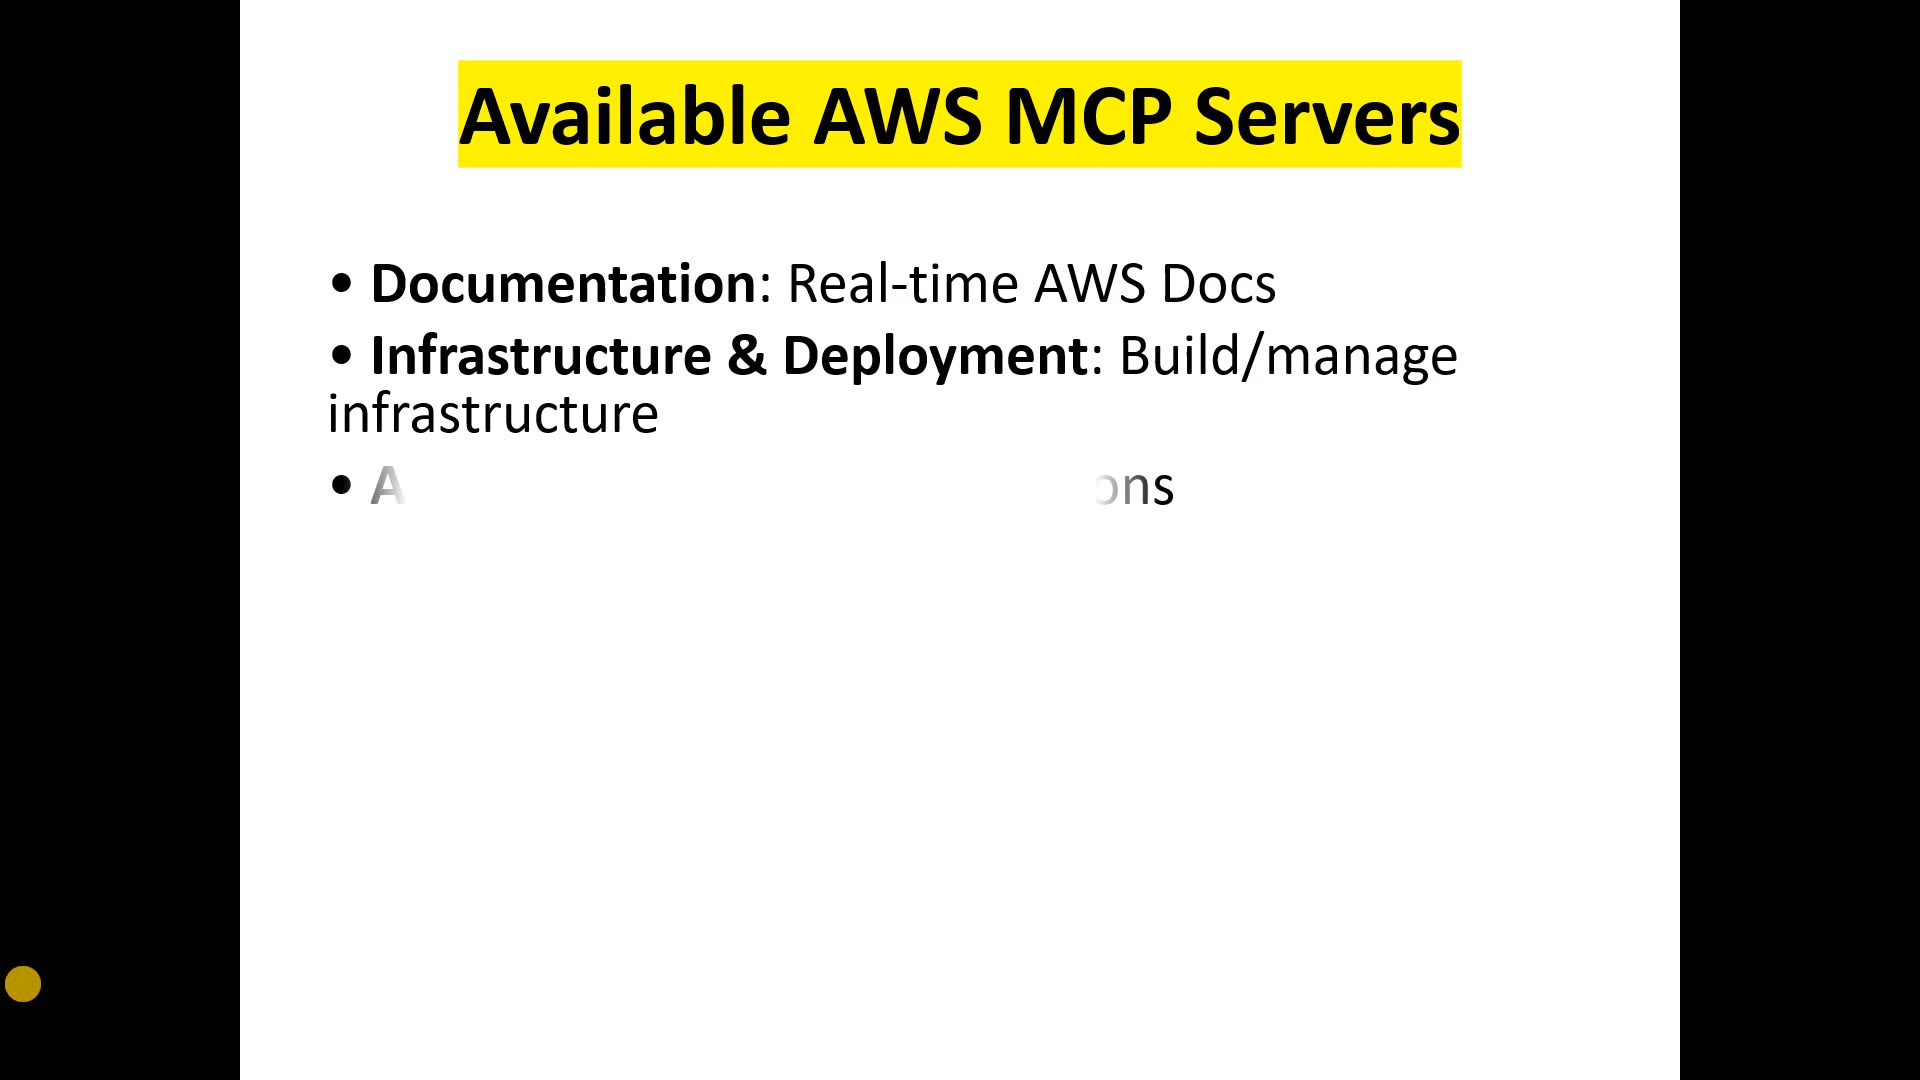 Available AWS MCP Servers
• Documentation: Real-time AWS Docs
• Infrastructure & Deployment: Build/manage
infrastructure
•